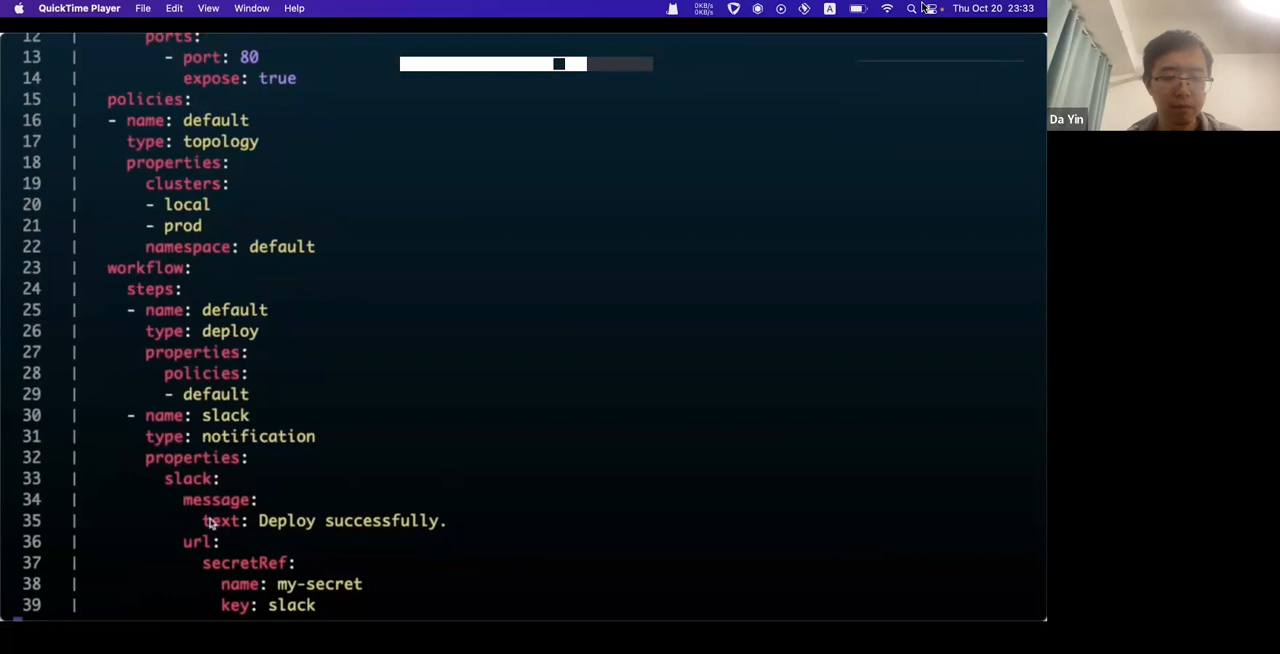 QuickTime Player File Edit View Window Help 0KB/s 0KB/s A Thu Oct 20 23:33
12 | ports:
13 | - port: 80
14 | expose: true
15 | policies:
16 | - name: default
17 | type: topology
18 | properties:
19 | clusters:
20 | - local
21 | - prod
22 | namespace: default
23 | workflow:
24 | steps:
25 | - name: default
26 | type: deploy
27 | properties:
28 | policies:
29 | - default
30 | - name: slack
31 | type: notification
32 | properties:
33 | slack:
34 | message:
35 | text: Deploy successfully.
36 | url:
37 | secretRef:
38 | name: my-secret
39 | key: slack
Da Yin